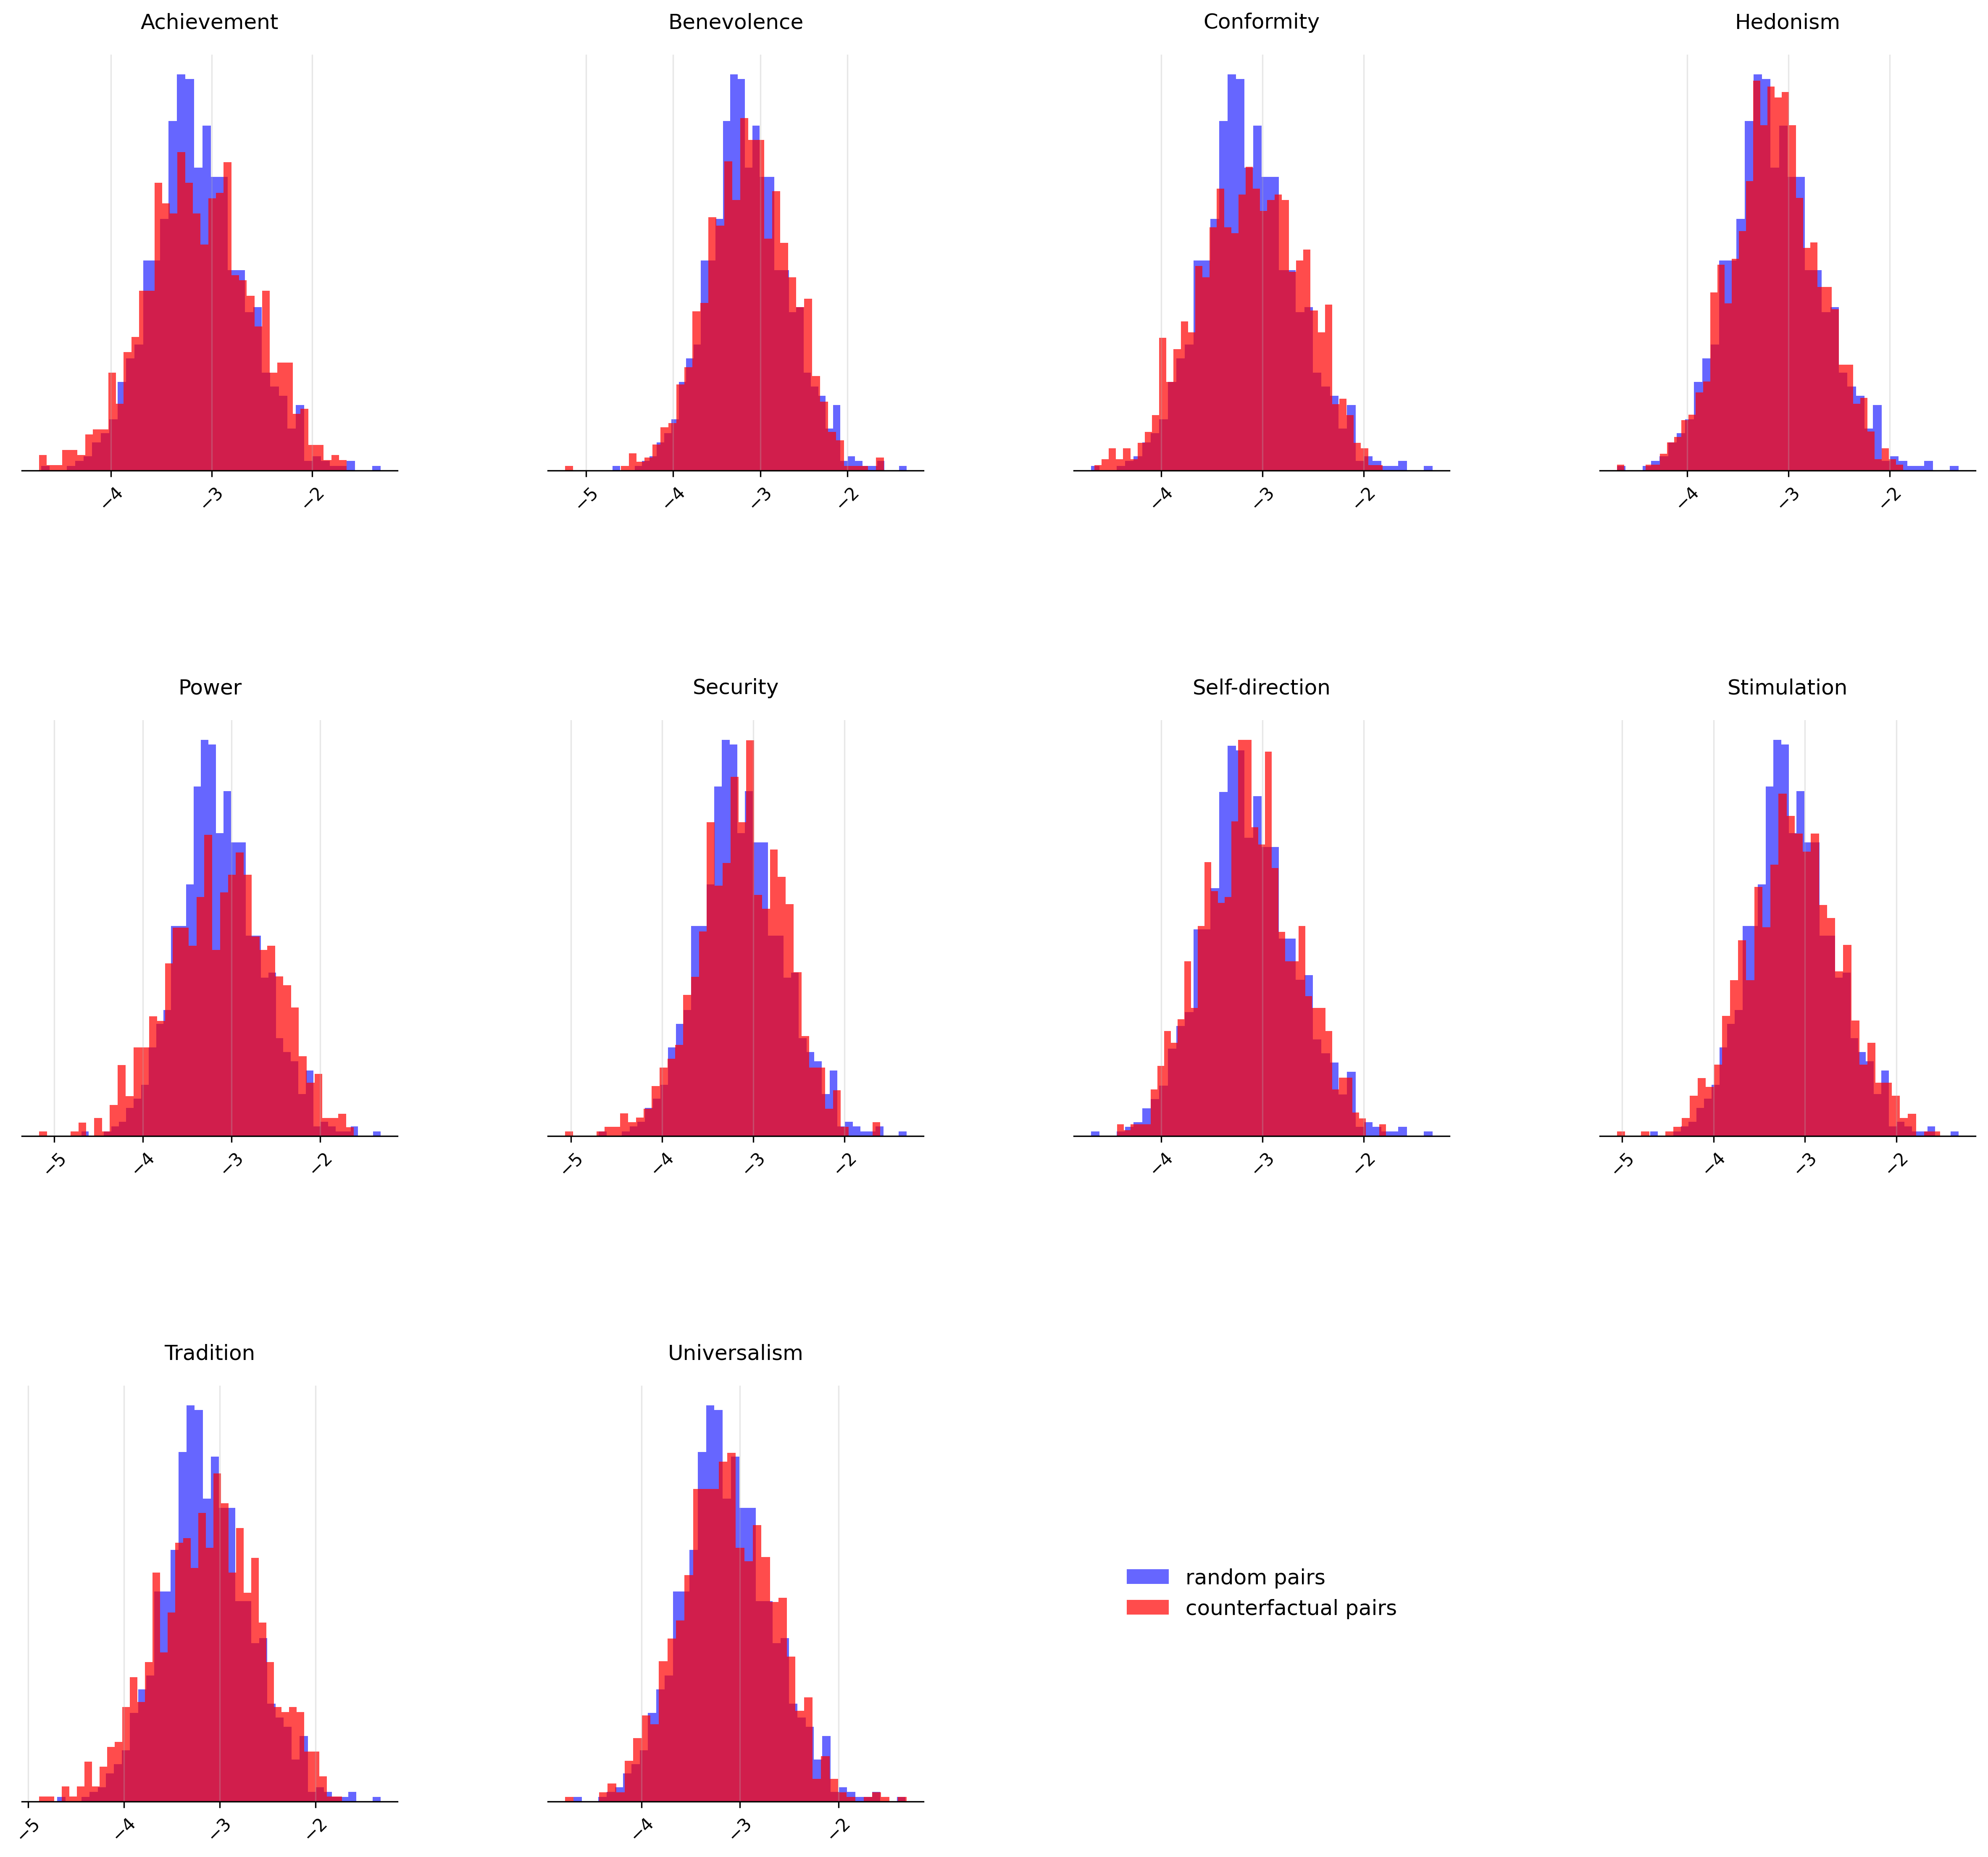 Achievement Benevolence Conformity Hedonism
−4 −3 −2 −5 −4 −3 −2 −4 −3 −2 −4 −3 −2
Power Security Self-direction Stimulation
−5 −4 −3 −2 −5 −4 −3 −2 −4 −3 −2 −5 −4 −3 −2
Tradition Universalism
random pairs
counterfactual pairs
−5 −4 −3 −2 −4 −3 −2